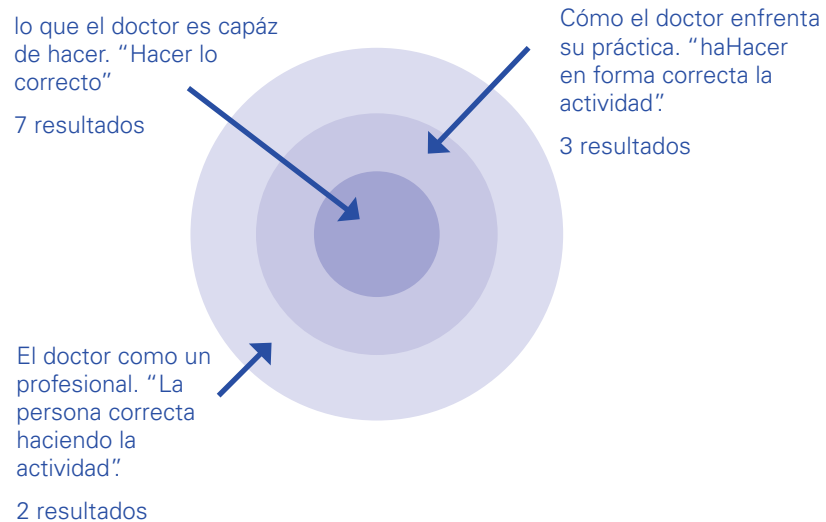 lo que el doctor es capáz
de hacer. “Hacer lo
correcto”
7 resultados
Cómo el doctor enfrenta
su práctica. “haHacer
en forma correcta la
actividad”.
3 resultados
El doctor como un
profesional. “La
persona correcta
haciendo la
actividad”.
2 resultados